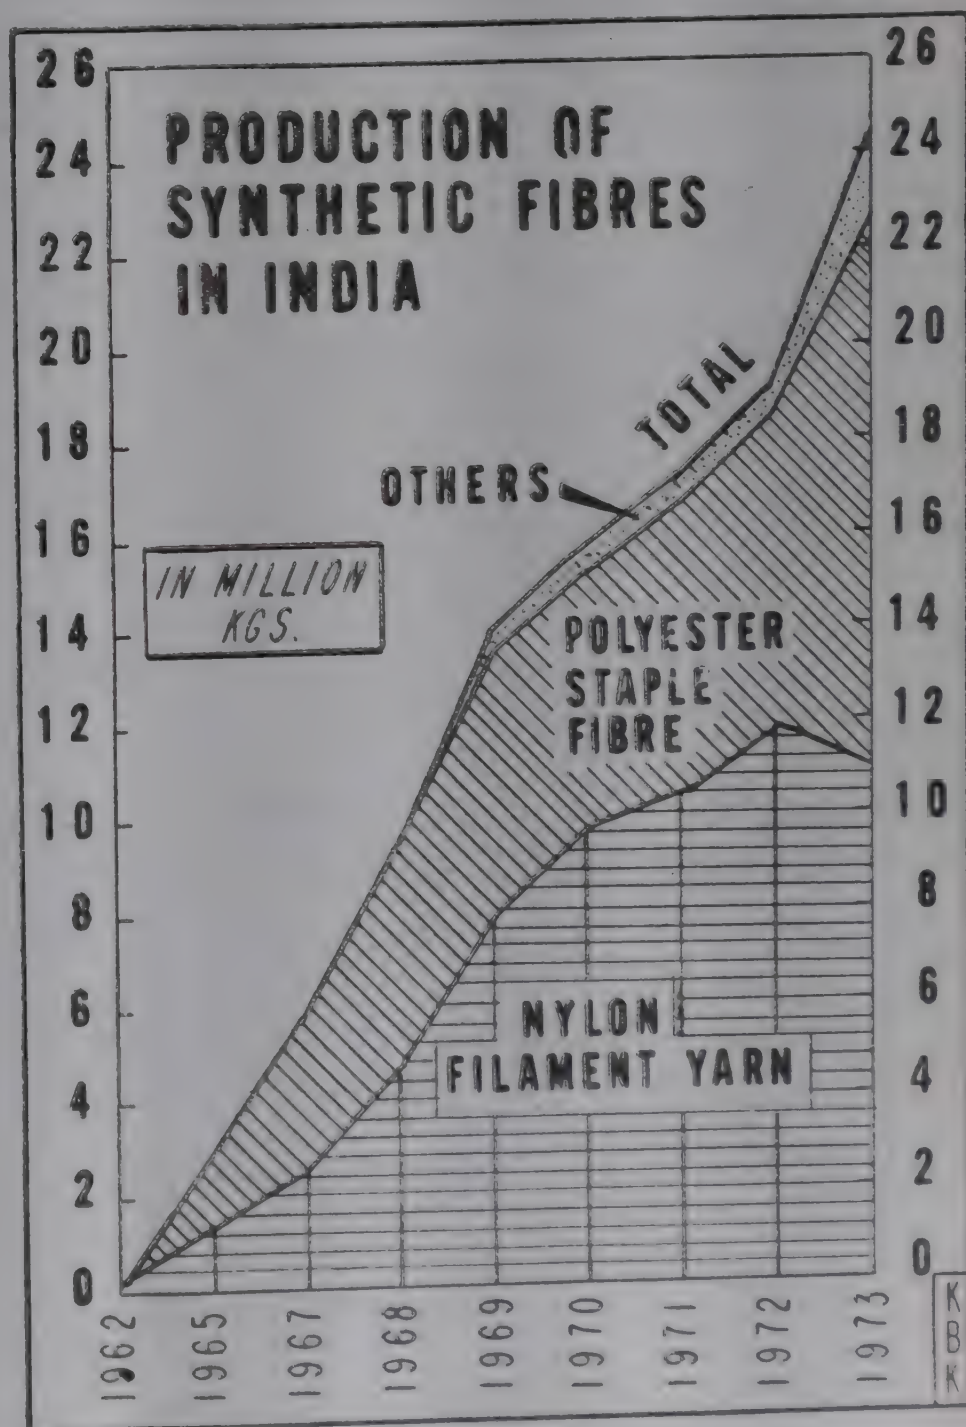 26
24
22
20
18
16
14
12
10
8
6
4
2
0
PRODUCTION OF
SYNTHETIC FIBRES
IN INDIA
TOTAL
OTHERS
IN MILLION
KGS.
POLYESTER
STAPLE
FIBRE
NYLON
FILAMENT YARN
26
24
22
20
18
16
14
12
10
8
6
4
2
0
1962
1965
1967
1968
1969
1970
1971
1972
1973
K
B
K